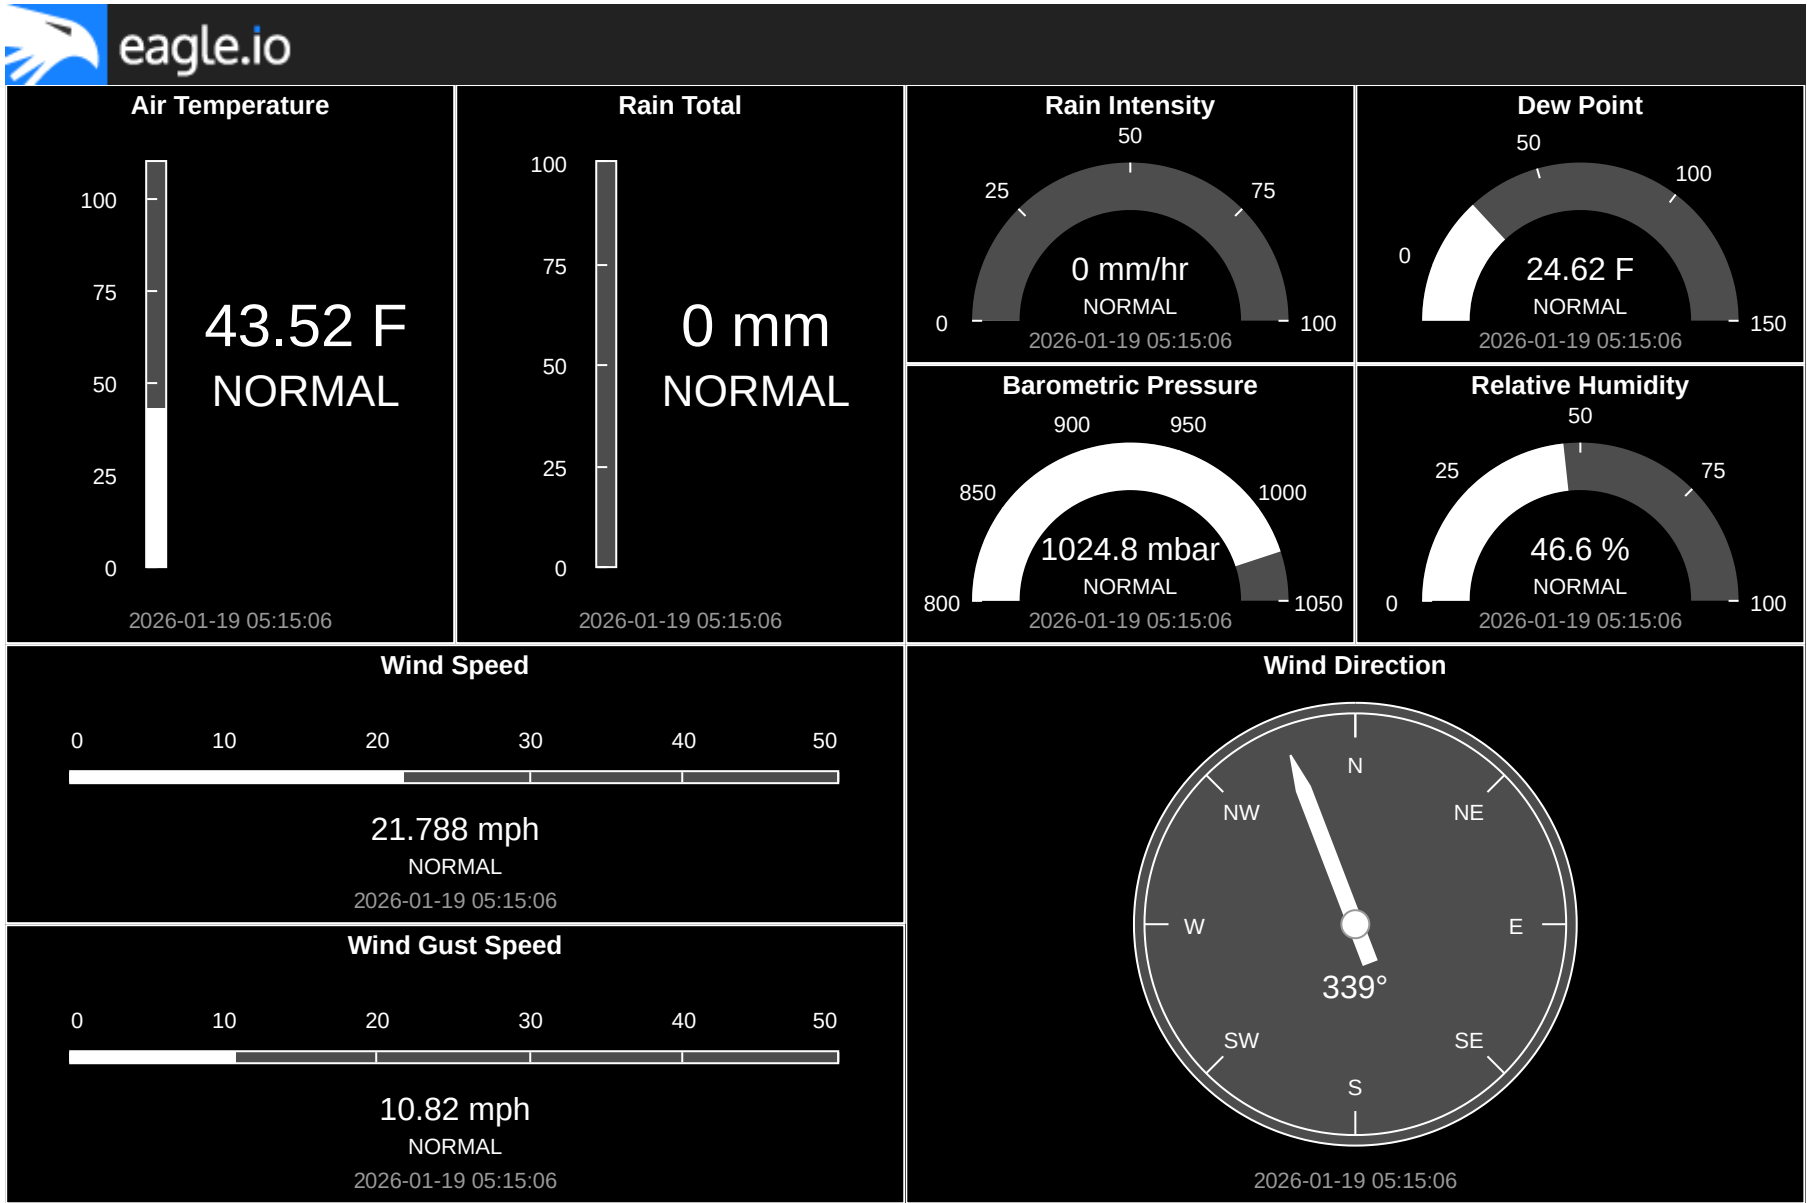 eagle.io
Air Temperature
100
75
50
25
0
43.52 F
NORMAL
2026-01-19 05:15:06
Rain Total
100
75
50
25
0
0 mm
NORMAL
2026-01-19 05:15:06
Rain Intensity
0
25
50
75
100
0 mm/hr
NORMAL
2026-01-19 05:15:06
Dew Point
0
50
100
150
24.62 F
NORMAL
2026-01-19 05:15:06
Barometric Pressure
800
850
900
950
1000
1050
1024.8 mbar
NORMAL
2026-01-19 05:15:06
Relative Humidity
0
25
50
75
100
46.6 %
NORMAL
2026-01-19 05:15:06
Wind Speed
0 10 20 30 40 50
21.788 mph
NORMAL
2026-01-19 05:15:06
Wind Gust Speed
0 10 20 30 40 50
10.82 mph
NORMAL
2026-01-19 05:15:06
Wind Direction
N
NW NE
W E
339°
SW SE
S
2026-01-19 05:15:06